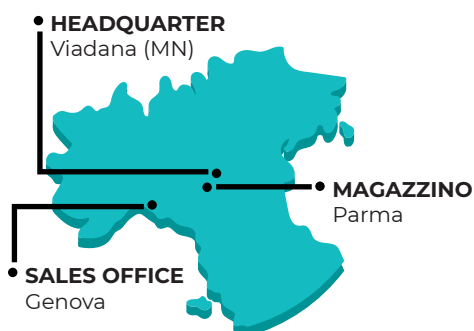 HEADQUARTER
Viadana (MN)
MAGAZZINO
Parma
SALES OFFICE
Genova